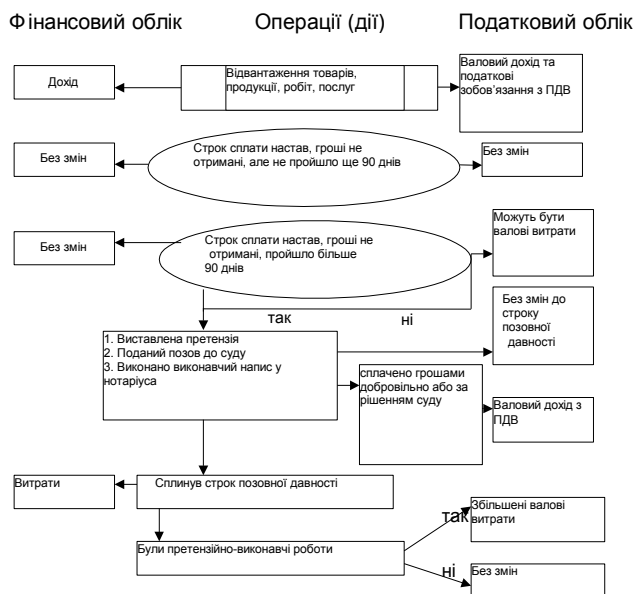 Фінансовий облік
Операції (дії)
Податковий облік
Дохід
Відвантаження товарів,
продукції, робіт, послуг
Валовий дохід та
податкові
зобов'язання з ПДВ
Без змін
Строк сплати настав, гроші не
отримані, але не пройшло ще 90 днів
Без змін
Без змін
Строк сплати настав, гроші не
отримані, пройшло більше
90 днів
Можуть бути
валові витрати
так
ні
1. Виставлена претензія
2. Поданий позов до суду
3. Виконано виконавчий напис у
нотаріуса
Без змін до
строку
позовної
давності
сплачено грошами
добровільно або за
рішенням суду
Валовий дохід з
ПДВ
Витрати
Сплинув строк позовної давності
Були претензійно-виконавчі роботи
так
Збільшені валові
витрати
ні
Без змін